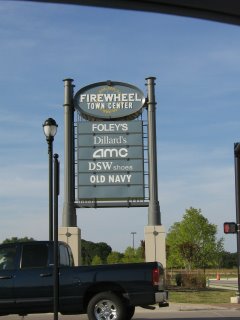 FIREWHEEL
TOWN CENTER
FOLEY'S
Dillard's
amc
DSW shoes
OLD NAVY